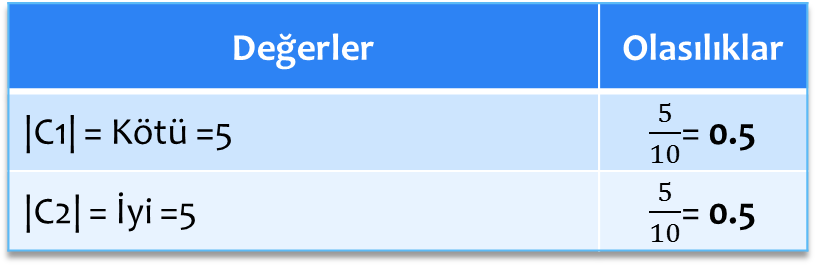 Değerler Olasılıklar
|C1| = Kötü =5 5/10= 0.5
|C2| = İyi =5 5/10= 0.5